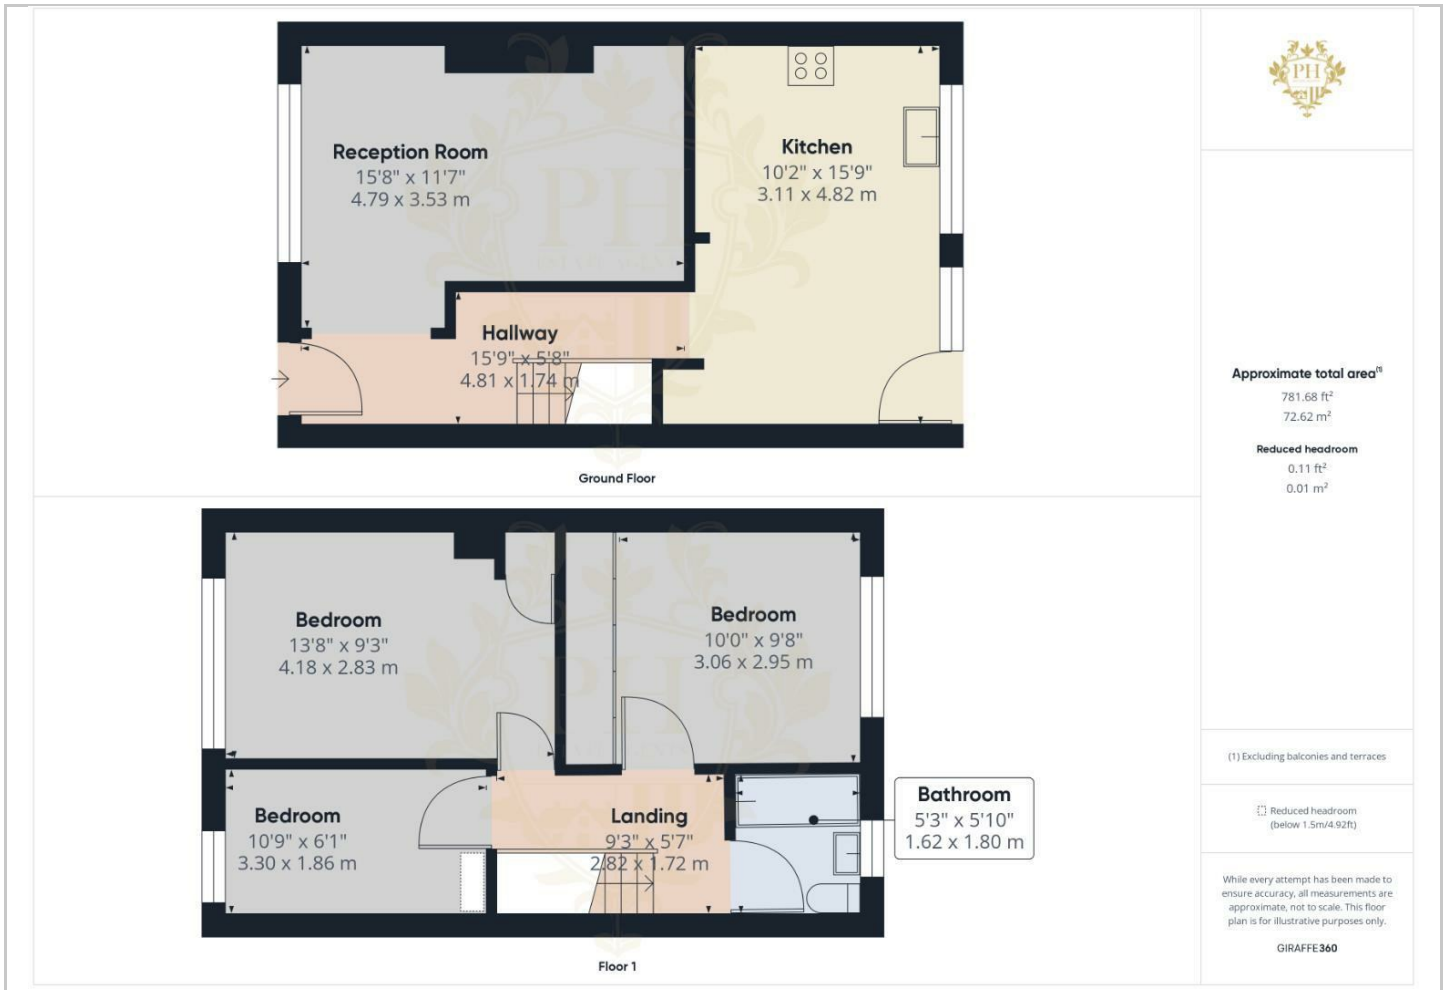 Reception Room
15'8" x 11'7"
4.79 x 3.53 m
Kitchen
10'2" x 15'9"
3.11 x 4.82 m
Hallway
15'9" x 5'8"
4.81 x 1.74 m
Ground Floor
Bedroom
13'8" x 9'3"
4.18 x 2.83 m
Bedroom
10'0" x 9'8"
3.06 x 2.95 m
Bedroom
10'9" x 6'1"
3.30 x 1.86 m
Landing
9'3" x 5'7"
2.82 x 1.72 m
Bathroom
5'3" x 5'10"
1.62 x 1.80 m
Floor 1
PH
ESTATE AGENTS
PH
PH
Approximate total area⁽¹⁾
781.68 ft²
72.62 m²
Reduced headroom
0.11 ft²
0.01 m²
(1) Excluding balconies and terraces
Reduced headroom
(below 1.5m/4.92ft)
While every attempt has been made to
ensure accuracy, all measurements are
approximate, not to scale. This floor
plan is for illustrative purposes only.
GIRAFFE360